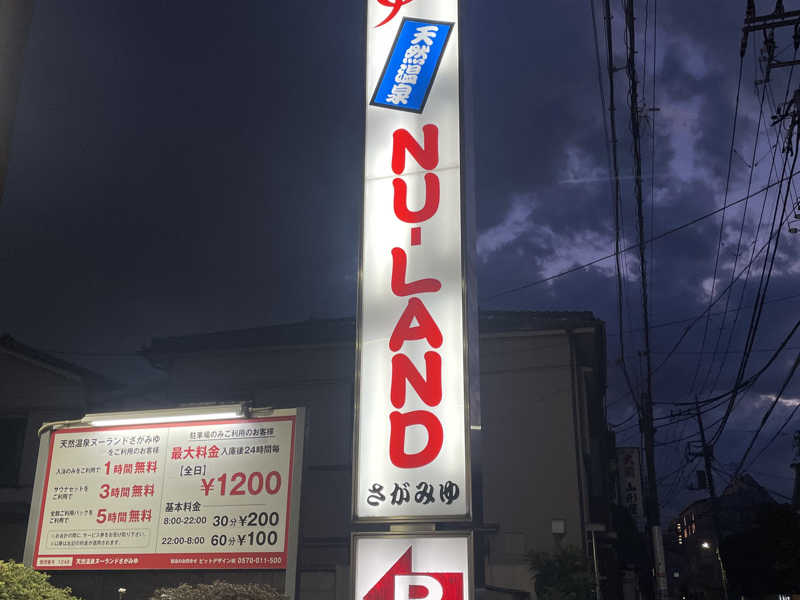 天然温泉
NU-LAND
さがみゆ
P
天然温泉ヌーランドさがみ湯
をご利用のお客様
入浴のみをご利用で 1時間無料
サウナセットを
ご利用で 3時間無料
全館ご利用パックを
ご利用で 5時間無料
駐車場のみご利用のお客様
最大料金 入庫後24時間毎
【全日】
¥1200
基本料金
8:00-22:00 30分¥200
22:00-8:00 60分¥100
天然温泉ヌーランドさがみ湯
0570-011-500